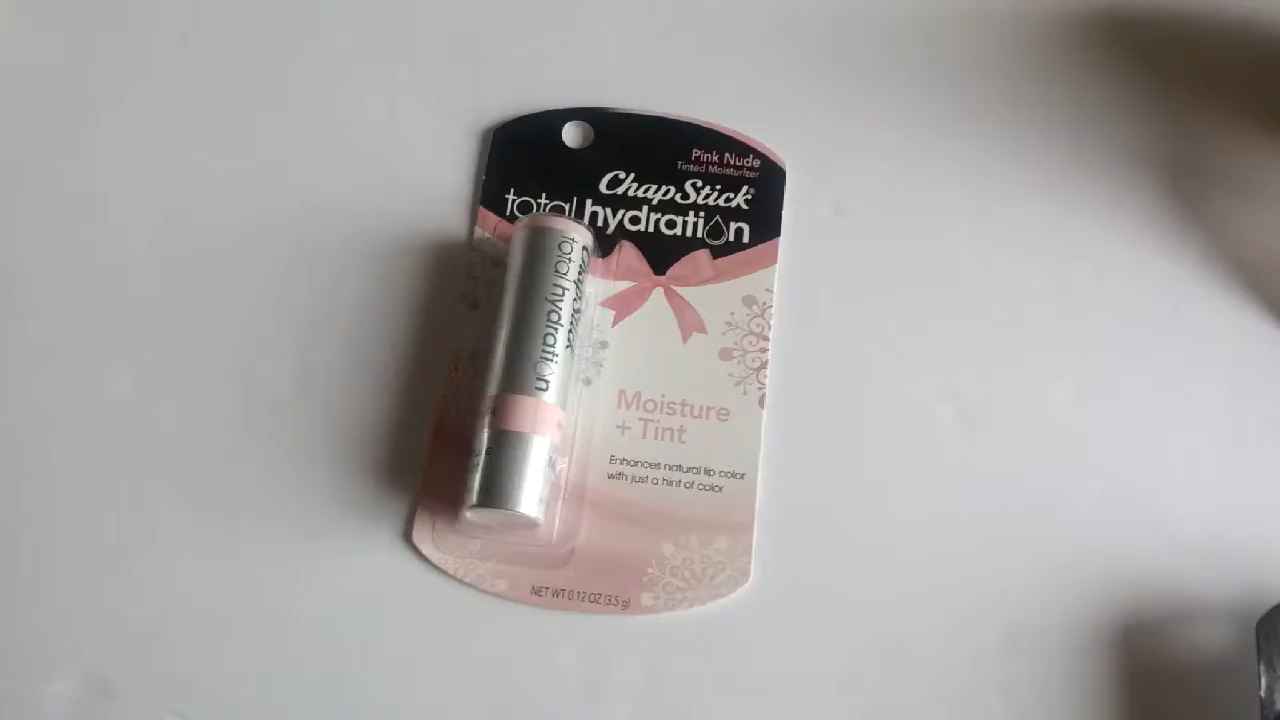 Pink Nude
Tinted Moisturizer
ChapStick®
total hydration
ChapStick
total hydration
Moisture
+ Tint
Enhances natural lip color
with just a hint of color
NET WT 0.12 OZ (3.5 g)